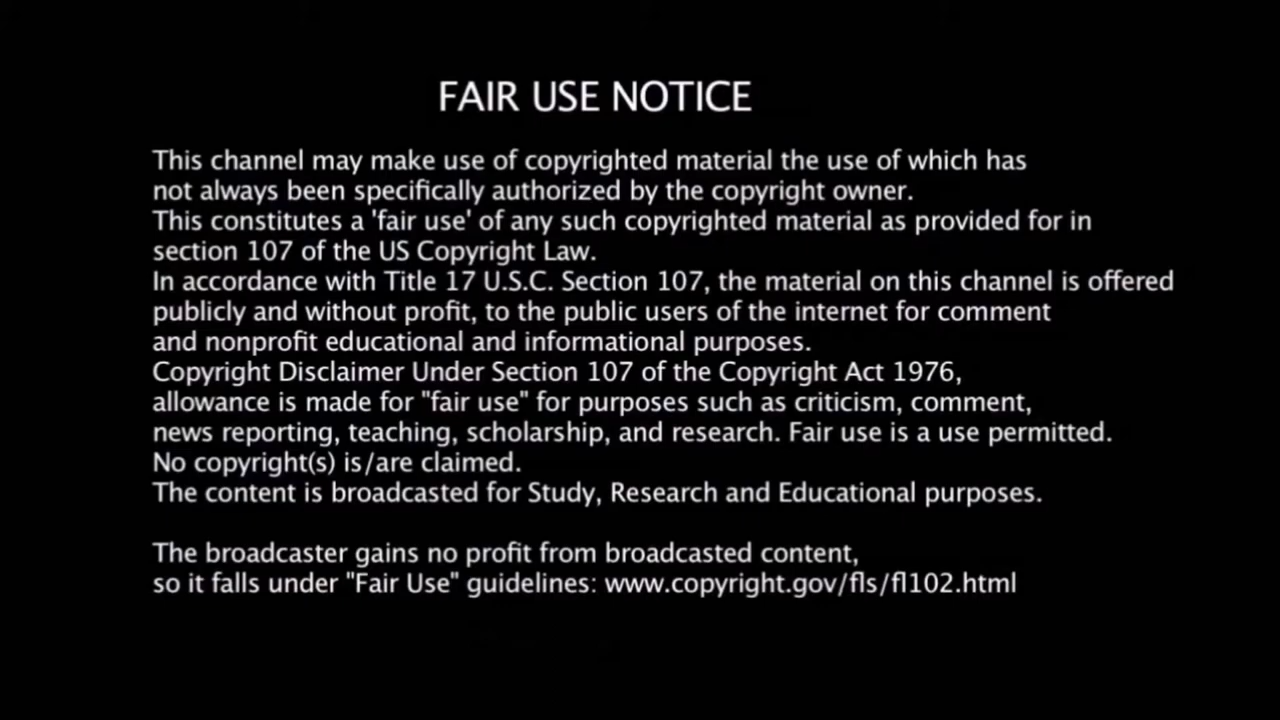 FAIR USE NOTICE
This channel may make use of copyrighted material the use of which has
not always been specifically authorized by the copyright owner.
This constitutes a 'fair use' of any such copyrighted material as provided for in
section 107 of the US Copyright Law.
In accordance with Title 17 U.S.C. Section 107, the material on this channel is offered
publicly and without profit, to the public users of the internet for comment
and nonprofit educational and informational purposes.
Copyright Disclaimer Under Section 107 of the Copyright Act 1976,
allowance is made for "fair use" for purposes such as criticism, comment,
news reporting, teaching, scholarship, and research. Fair use is a use permitted.
No copyright(s) is/are claimed.
The content is broadcasted for Study, Research and Educational purposes.
The broadcaster gains no profit from broadcasted content,
so it falls under "Fair Use" guidelines: www.copyright.gov/fls/fl102.html